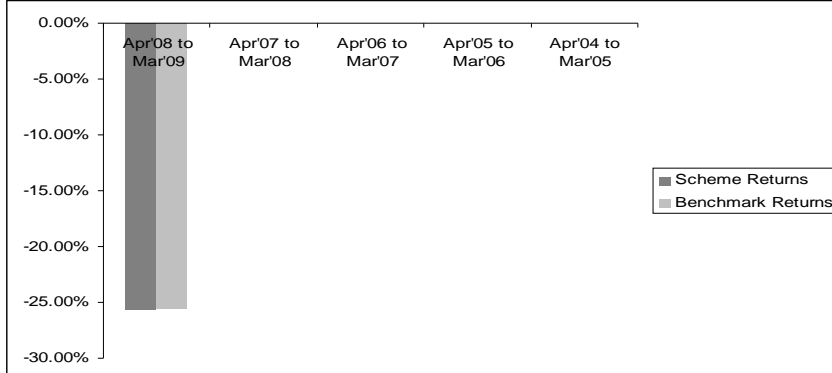 0.00%
-5.00%
-10.00%
-15.00%
-20.00%
-25.00%
-30.00%
Apr'08 to Apr'07 to Apr'06 to Apr'05 to Apr'04 to
Mar'09 Mar'08 Mar'07 Mar'06 Mar'05
Scheme Returns
Benchmark Returns